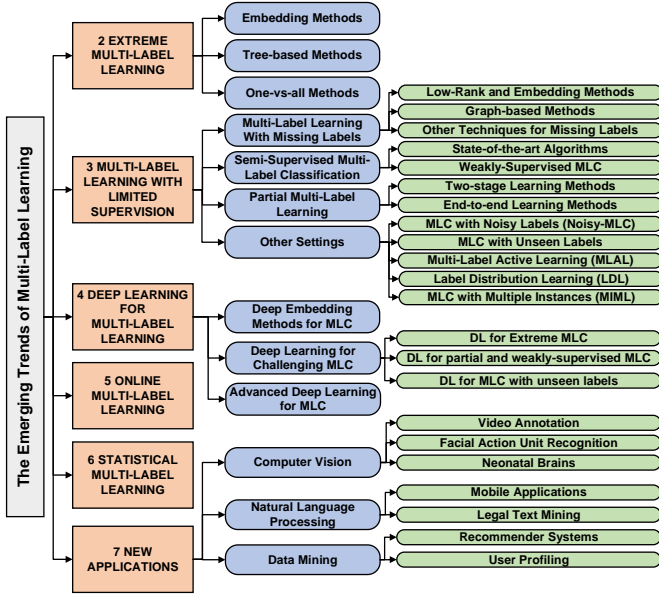 The Emerging Trends of Multi-Label Learning
2 EXTREME
MULTI-LABEL
LEARNING
Embedding Methods
Tree-based Methods
One-vs-all Methods
3 MULTI-LABEL
LEARNING WITH
LIMITED
SUPERVISION
Multi-Label Learning
With Missing Labels
Low-Rank and Embedding Methods
Graph-based Methods
Other Techniques for Missing Labels
Semi-Supervised Multi-
Label Classification
State-of-the-art Algorithms
Weakly-Supervised MLC
Partial Multi-Label
Learning
Two-stage Learning Methods
End-to-end Learning Methods
Other Settings
MLC with Noisy Labels (Noisy-MLC)
MLC with Unseen Labels
Multi-Label Active Learning (MLAL)
Label Distribution Learning (LDL)
MLC with Multiple Instances (MIML)
4 DEEP LEARNING
FOR
MULTI-LABEL
LEARNING
Deep Embedding
Methods for MLC
Deep Learning for
Challenging MLC
DL for Extreme MLC
DL for partial and weakly-supervised MLC
DL for MLC with unseen labels
Advanced Deep Learning
for MLC
5 ONLINE
MULTI-LABEL
LEARNING
6 STATISTICAL
MULTI-LABEL
LEARNING
7 NEW
APPLICATIONS
Computer Vision
Video Annotation
Facial Action Unit Recognition
Neonatal Brains
Natural Language
Processing
Mobile Applications
Legal Text Mining
Data Mining
Recommender Systems
User Profiling